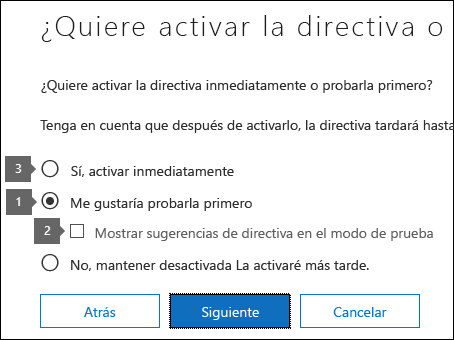 ¿Quiere activar la directiva o
¿Quiere activar la directiva inmediatamente o probarla primero?
Tenga en cuenta que después de activarlo, la directiva tardará hasta
3 Sí, activar inmediatamente
1 Me gustaría probarla primero
2 Mostrar sugerencias de directiva en el modo de prueba
No, mantener desactivada La activaré más tarde.
Atrás Siguiente Cancelar